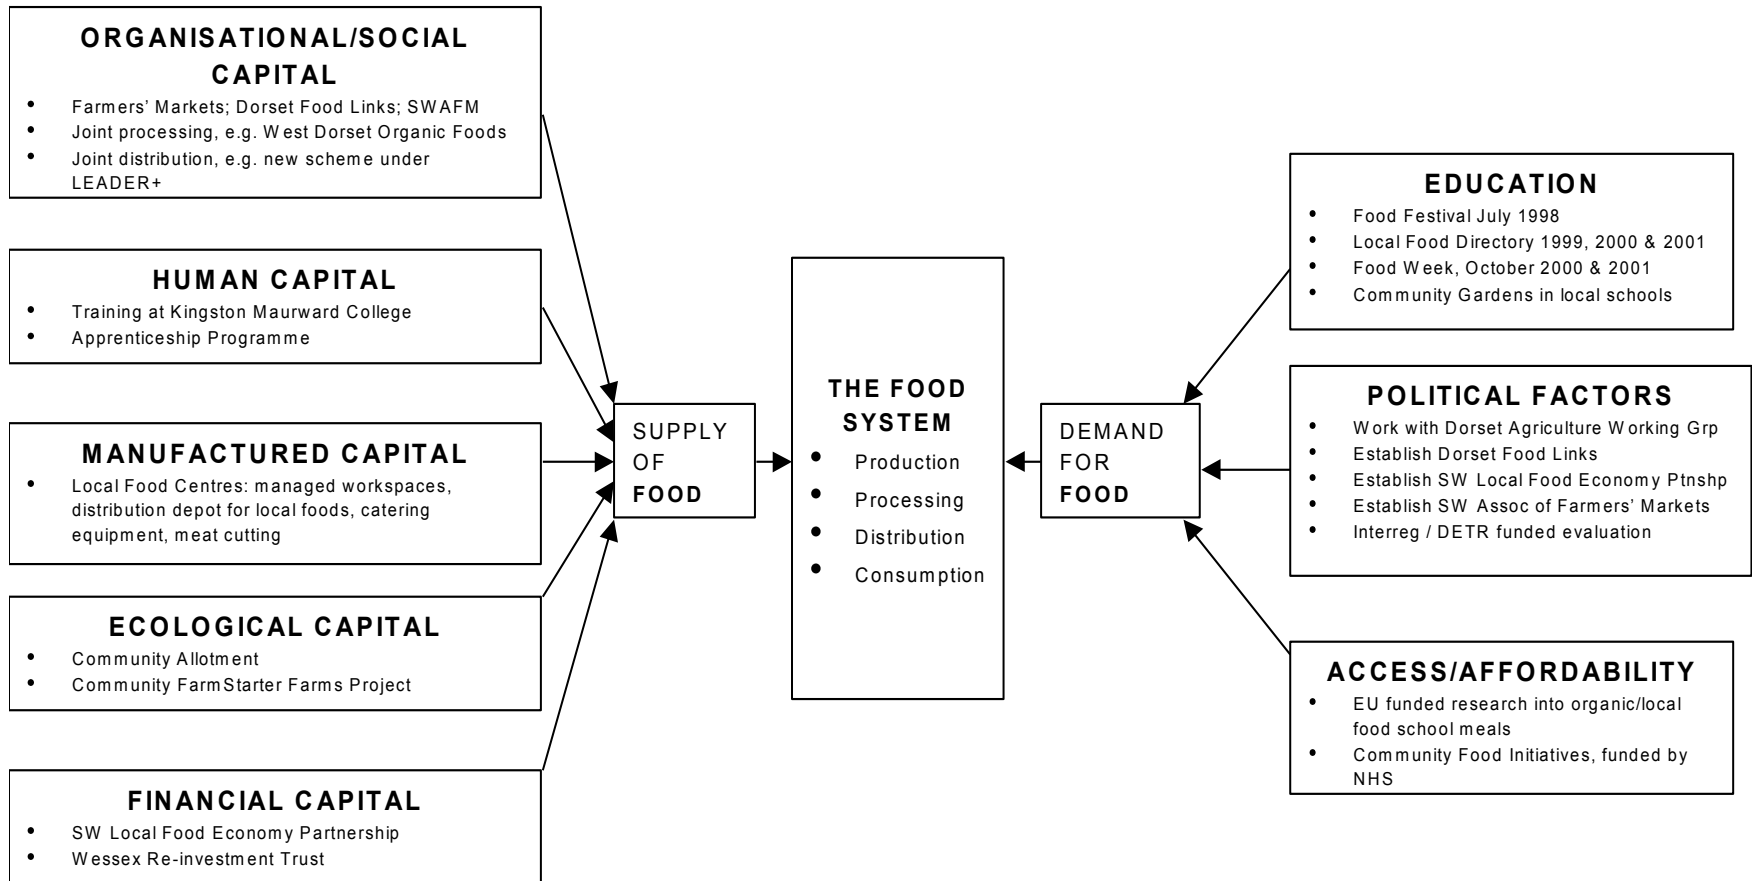 ORGANISATIONAL/SOCIAL
CAPITAL
• Farmers' Markets; Dorset Food Links; SWAFM
• Joint processing, e.g. West Dorset Organic Foods
• Joint distribution, e.g. new scheme under
LEADER+
HUMAN CAPITAL
• Training at Kingston Maurward College
• Apprenticeship Programme
MANUFACTURED CAPITAL
• Local Food Centres: managed workspaces,
distribution depot for local foods, catering
equipment, meat cutting
ECOLOGICAL CAPITAL
• Community Allotment
• Community FarmStarter Farms Project
FINANCIAL CAPITAL
• SW Local Food Economy Partnership
• Wessex Re-investment Trust
SUPPLY
OF
FOOD
THE FOOD
SYSTEM
• Production
• Processing
• Distribution
• Consumption
DEMAND
FOR
FOOD
EDUCATION
• Food Festival July 1998
• Local Food Directory 1999, 2000 & 2001
• Food Week, October 2000 & 2001
• Community Gardens in local schools
POLITICAL FACTORS
• Work with Dorset Agriculture Working Grp
• Establish Dorset Food Links
• Establish SW Local Food Economy Ptnshp
• Establish SW Assoc of Farmers' Markets
• Interreg / DETR funded evaluation
ACCESS/AFFORDABILITY
• EU funded research into organic/local
food school meals
• Community Food Initiatives, funded by
NHS